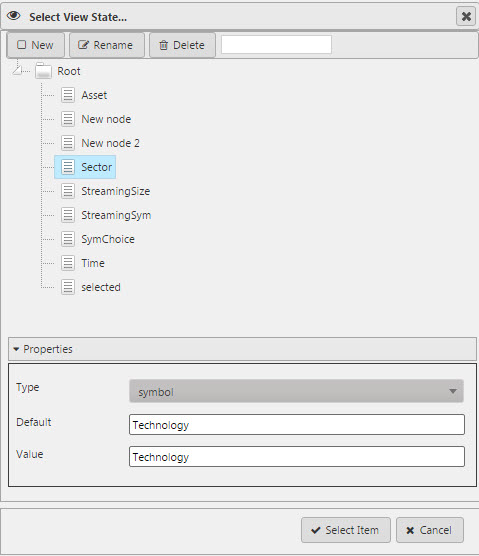 Select View State...
New Rename Delete
Root
Asset
New node
New node 2
Sector
StreamingSize
StreamingSym
SymChoice
Time
selected
Properties
Type symbol
Default Technology
Value Technology
Select Item Cancel